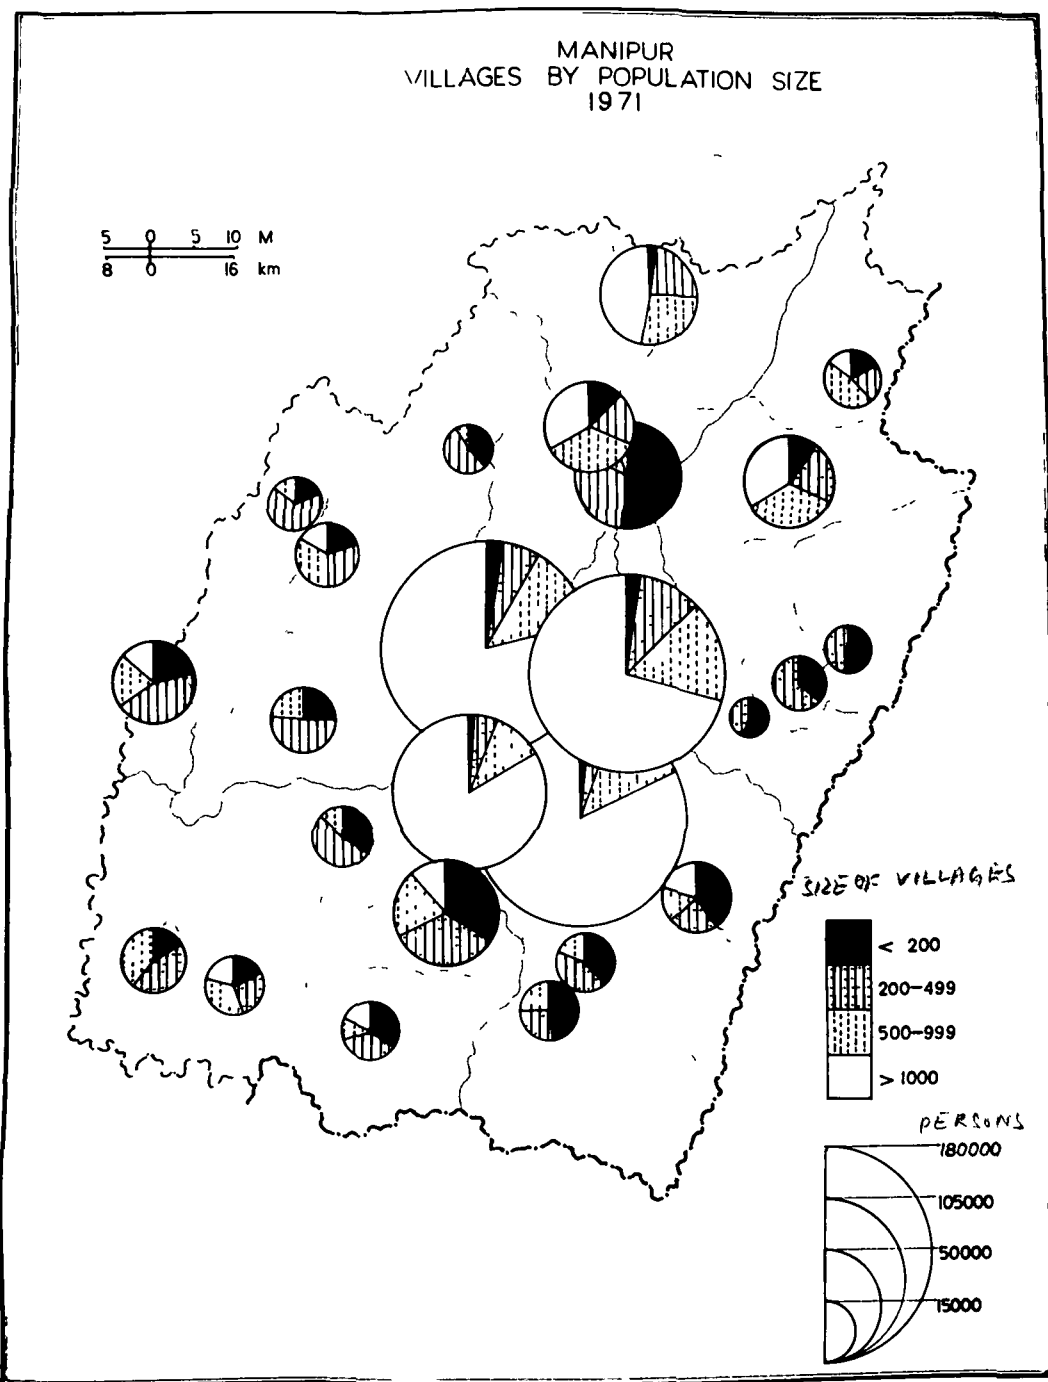 MANIPUR
VILLAGES BY POPULATION SIZE
1971
5 0 5 10 M
8 0 16 km
SIZE OF VILLAGES
< 200
200-499
500-999
> 1000
PERSONS
180000
105000
50000
15000